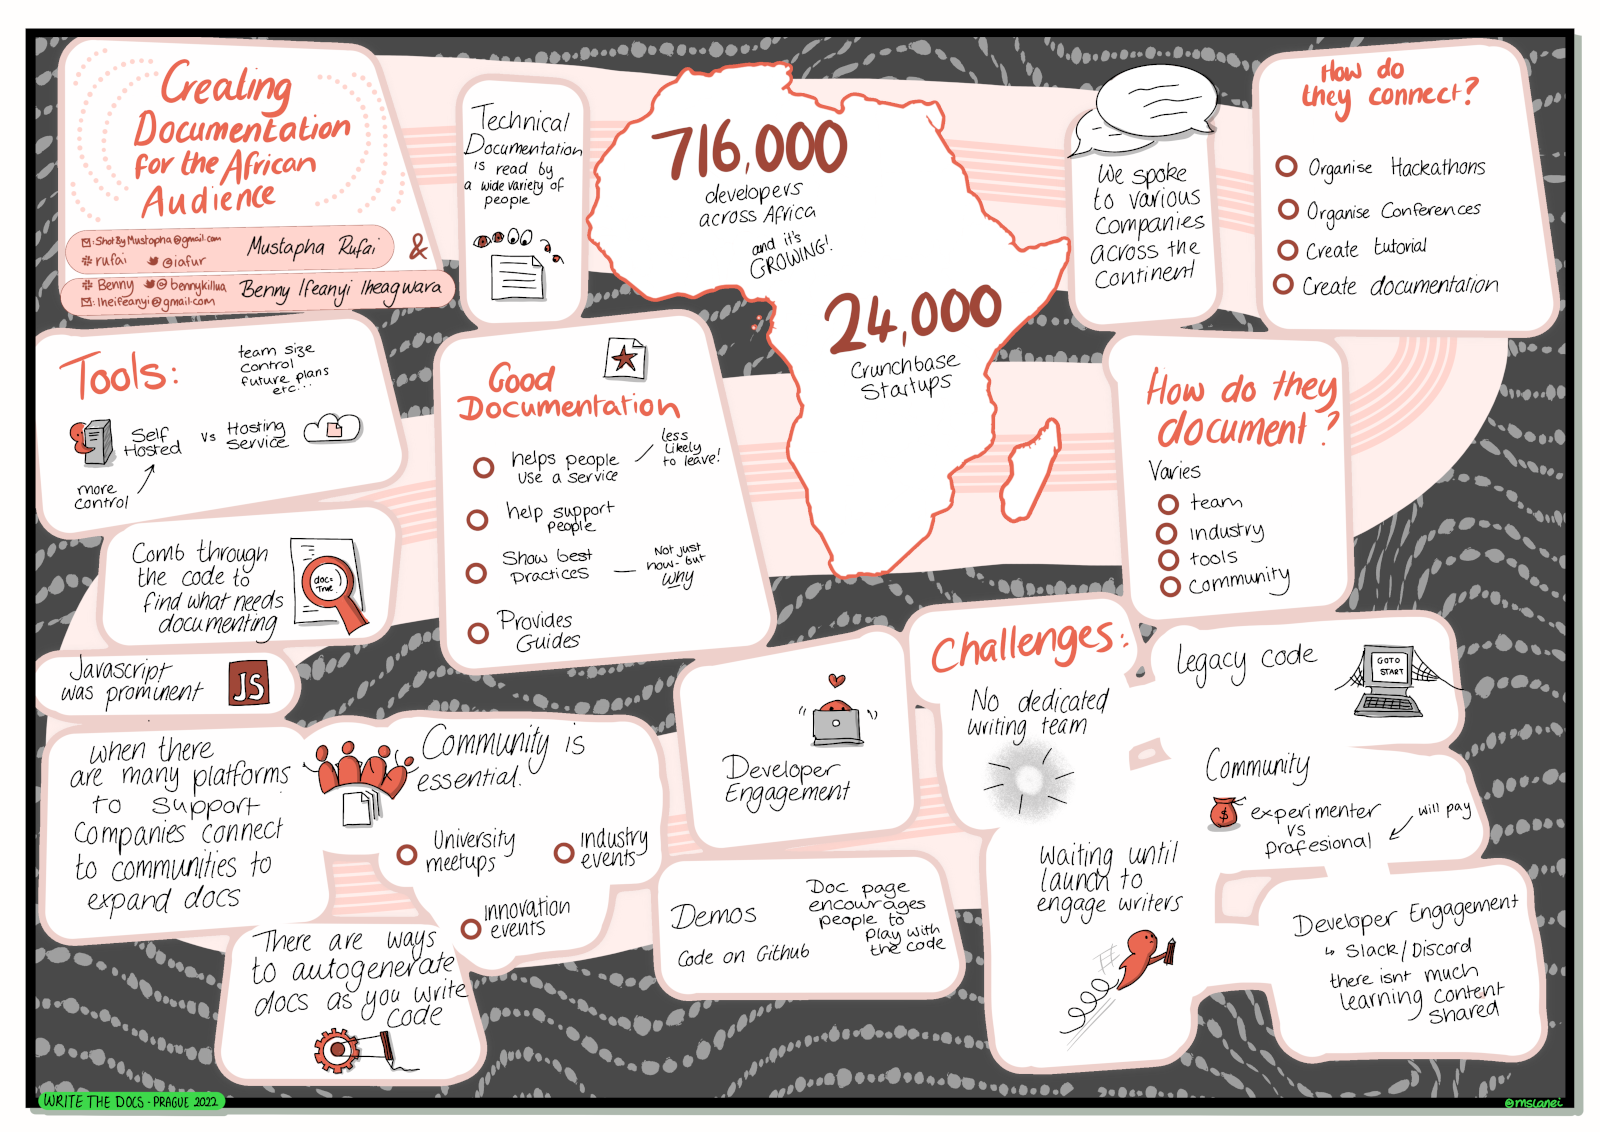 Creating
Documentation
for the African
Audience
✉: ShotByMustapha@gmail.com
# rufai @iafur
Mustapha Rufai
&
# Benny @bennykillua
✉: Iheifeanyi@gmail.com
Benny Ifeanyi Iheagwara
Technical
Documentation
is read by
a wide variety of
people
716,000
developers
across Africa
and it's
GROWING!
24,000
Crunchbase
Startups
We spoke
to various
companies
across the
continent
How do
they connect?
Organise Hackathons
Organise Conferences
Create tutorial
Create documentation
Tools:
team size
control
future plans
etc...
Self
Hosted
vs
Hosting
Service
more
control
Good
Documentation
helps people
use a service
less
likely
to leave!
help support
people
Show best
practices
Not just
how - but
why
Provides
Guides
How do they
document?
Varies
team
industry
tools
community
Comb through
the code to
find what needs
documenting
doc=
True
Javascript
was prominent
JS
when there
are many platforms
to support
companies connect
to communities to
expand docs
Community is
essential.
University
meetups
industry
events
innovation
events
There are ways
to autogenerate
docs as you write
code
Developer
Engagement
Demos
Code on Github
Doc page
encourages
people to
play with
the code
Challenges:
No dedicated
writing team
Waiting until
launch to
engage writers
legacy code
GOTO
START
Community
$
experimenter
vs
profesional
will pay
Developer Engagement
↳ Slack/Discord
there isnt much
learning content
shared
WRITE THE DOCS - PRAGUE 2022
@mslanei